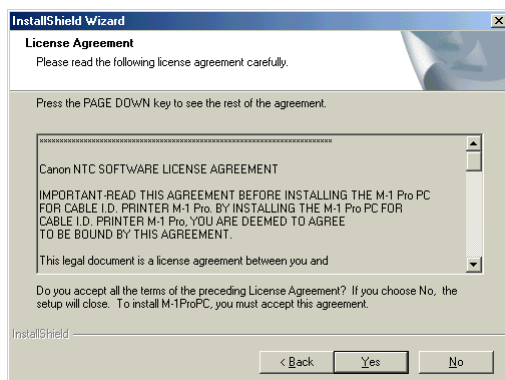 InstallShield Wizard
License Agreement
Please read the following license agreement carefully.
Press the PAGE DOWN key to see the rest of the agreement.
××××××××××××××××××××××××××××××××××××××××××××××××××××××××××××××××××××××
Canon NTC SOFTWARE LICENSE AGREEMENT
IMPORTANT-READ THIS AGREEMENT BEFORE INSTALLING THE M-1 Pro PC
FOR CABLE I.D. PRINTER M-1 Pro. BY INSTALLING THE M-1 Pro PC FOR
CABLE I.D. PRINTER M-1 Pro, YOU ARE DEEMED TO AGREE
TO BE BOUND BY THIS AGREEMENT.
This legal document is a license agreement between you and
Do you accept all the terms of the preceding License Agreement? If you choose No, the
setup will close. To install M-1ProPC, you must accept this agreement.
InstallShield
< Back Yes No